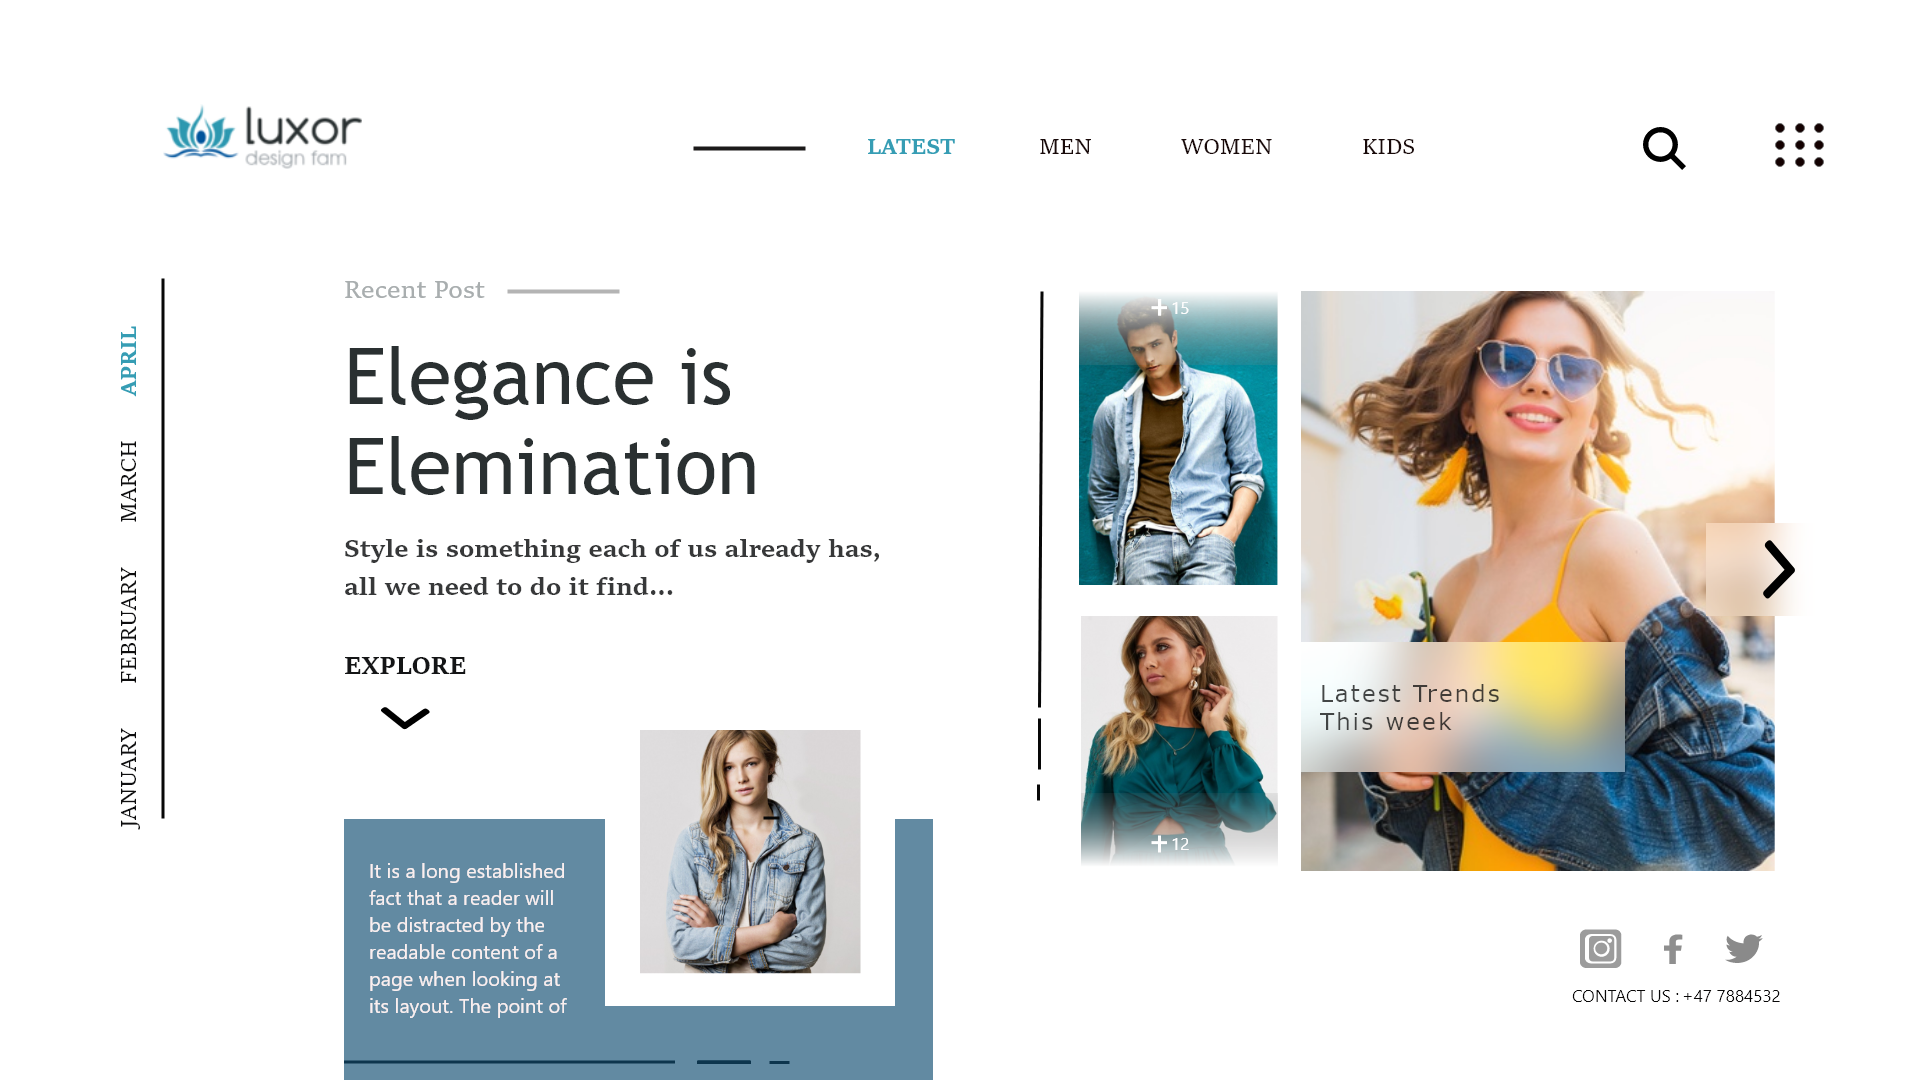 luxor
design fam
LATEST
MEN
WOMEN
KIDS
APRIL
MARCH
FEBRUARY
JANUARY
Recent Post
Elegance is
Elemination
Style is something each of us already has,
all we need to do it find...
EXPLORE
It is a long established
fact that a reader will
be distracted by the
readable content of a
page when looking at
its layout. The point of
+ 15
+ 12
Latest Trends
This week
CONTACT US : +47 7884532